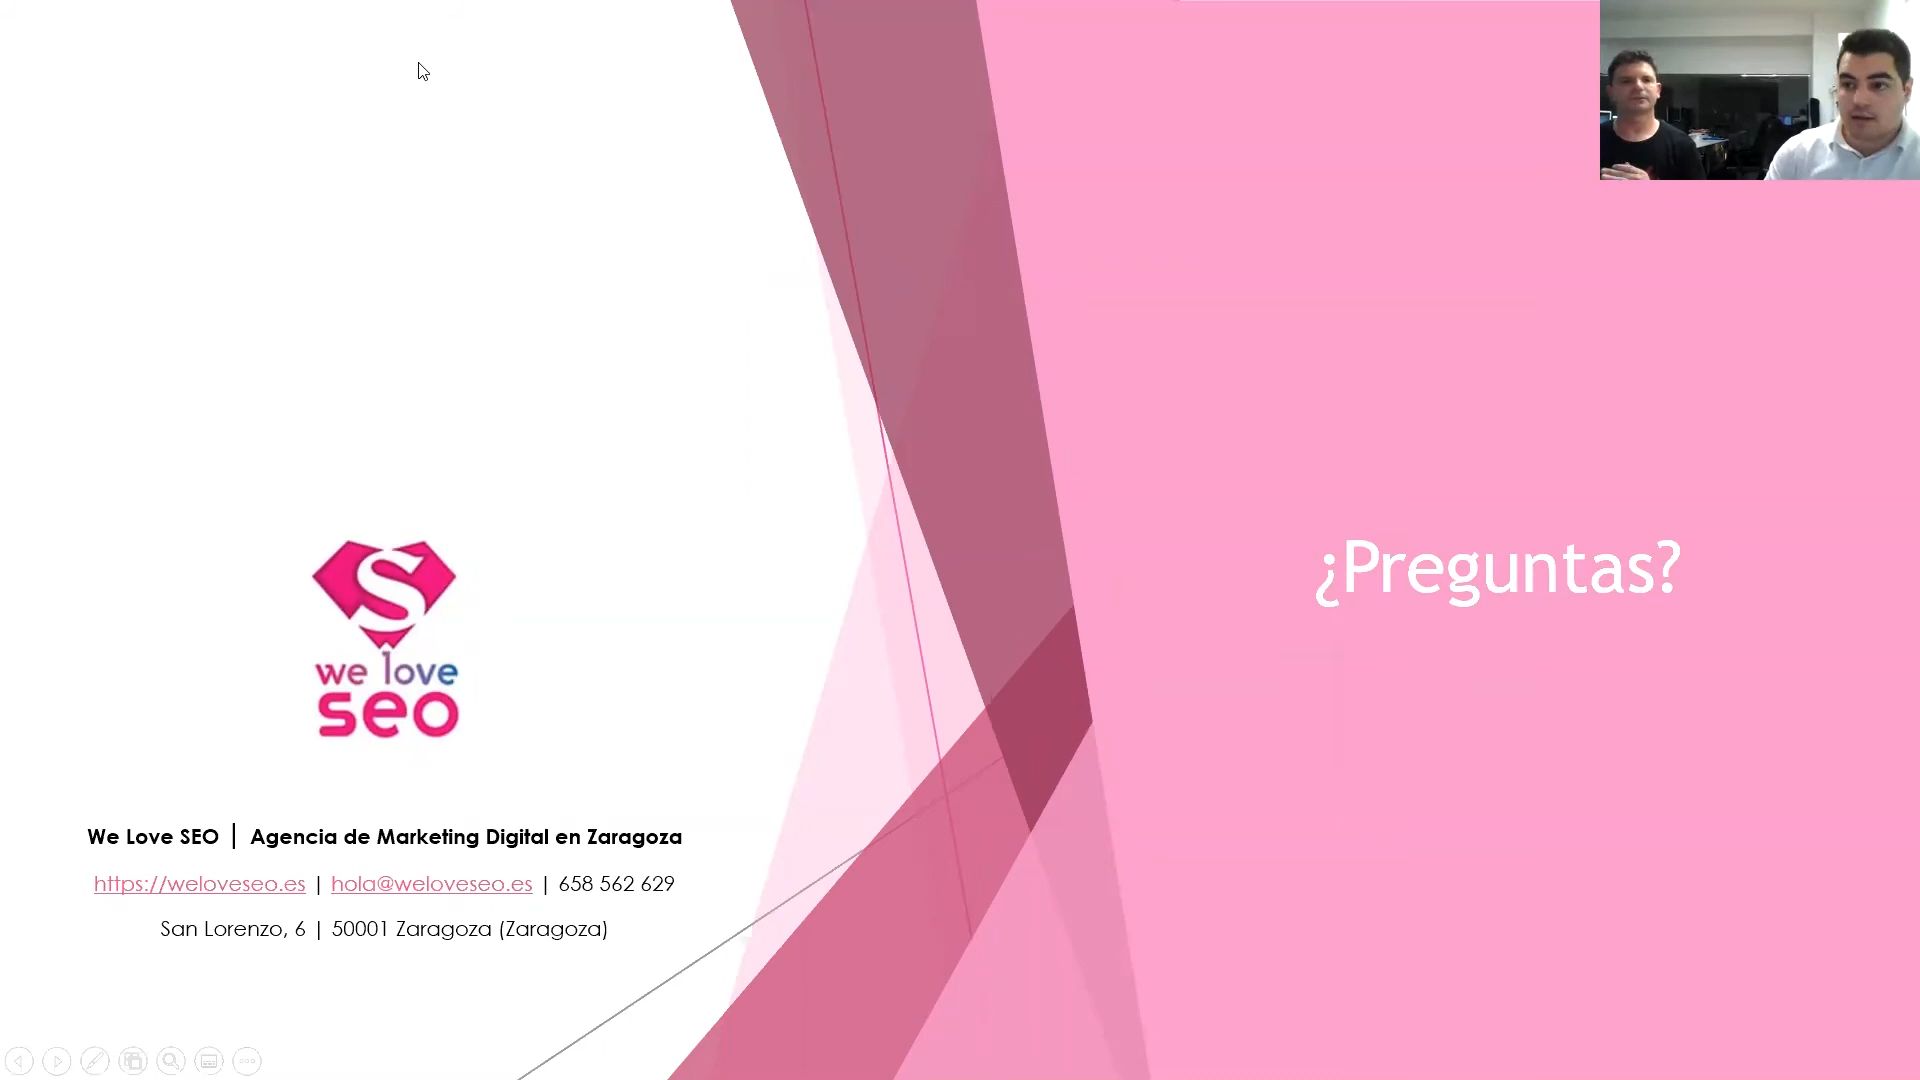 we love
seo
We Love SEO | Agencia de Marketing Digital en Zaragoza
https://weloveseo.es | hola@weloveseo.es | 658 562 629
San Lorenzo, 6 | 50001 Zaragoza (Zaragoza)
¿Preguntas?